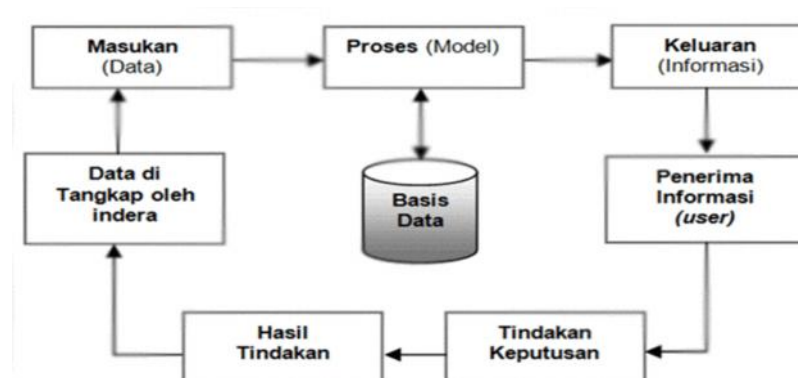 Masukan
(Data)
Proses (Model)
Keluaran
(Informasi)
Data di
Tangkap oleh
indera
Basis
Data
Penerima
Informasi
(user)
Hasil
Tindakan
Tindakan
Keputusan